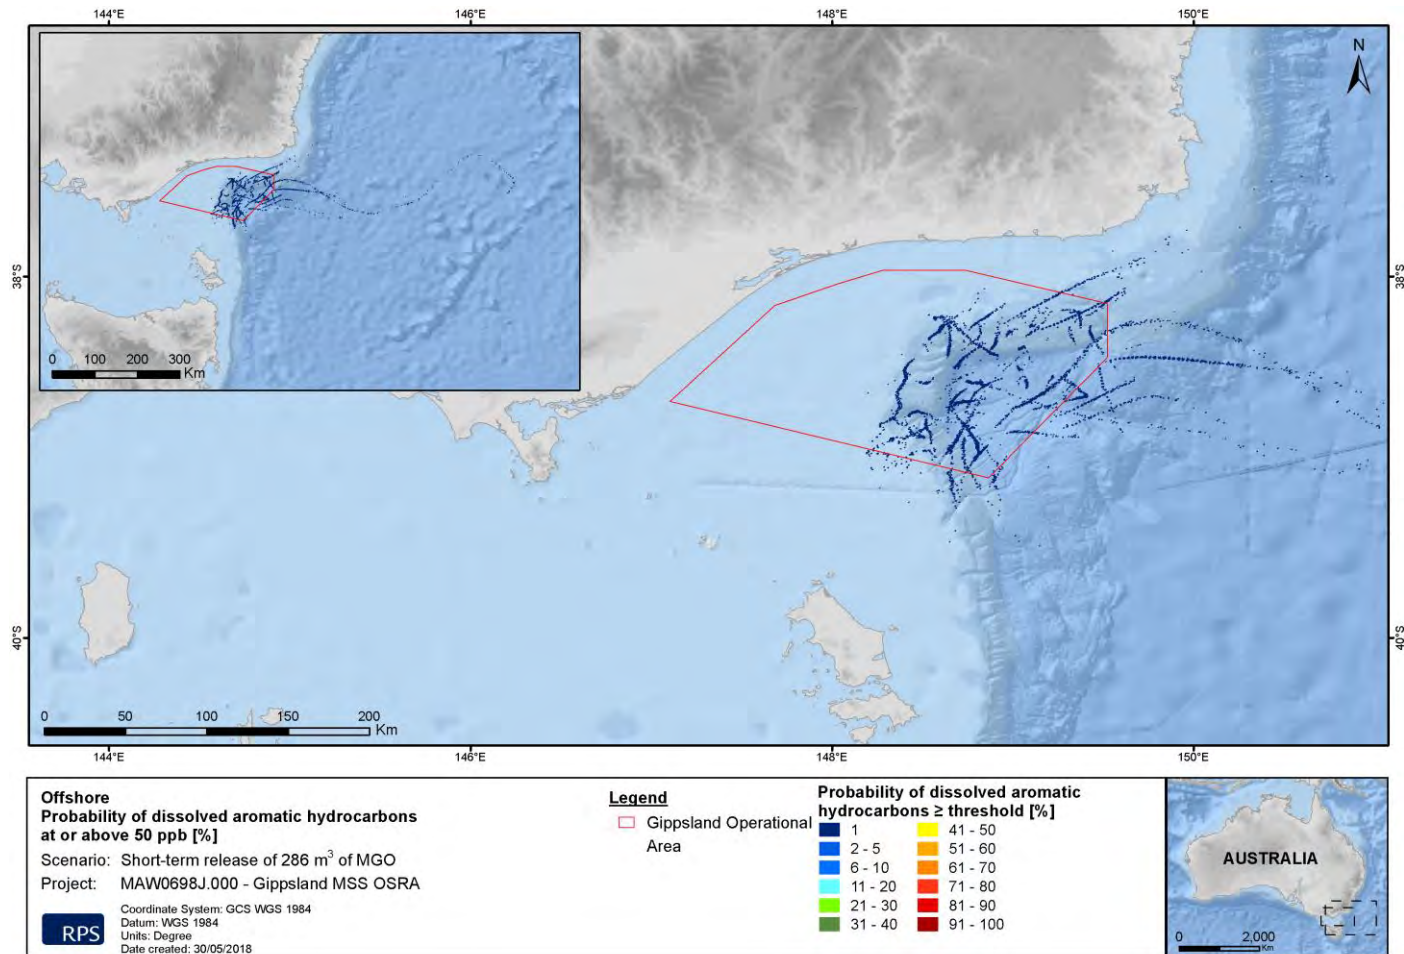 144°E
146°E
148°E
150°E
N
38°S
38°S
0 100 200 300
Km
40°S
40°S
0 50 100 150 200
Km
144°E
146°E
148°E
150°E
Offshore
Probability of dissolved aromatic hydrocarbons
at or above 50 ppb [%]
Scenario: Short-term release of 286 m³ of MGO
Project: MAW0698J.000 - Gippsland MSS OSRA
RPS
Coordinate System: GCS WGS 1984
Datum: WGS 1984
Units: Degree
Date created: 30/05/2018
Legend
Gippsland Operational
Area
Probability of dissolved aromatic
hydrocarbons ≥ threshold [%]
1
2 - 5
6 - 10
11 - 20
21 - 30
31 - 40
41 - 50
51 - 60
61 - 70
71 - 80
81 - 90
91 - 100
AUSTRALIA
0 2,000
Km